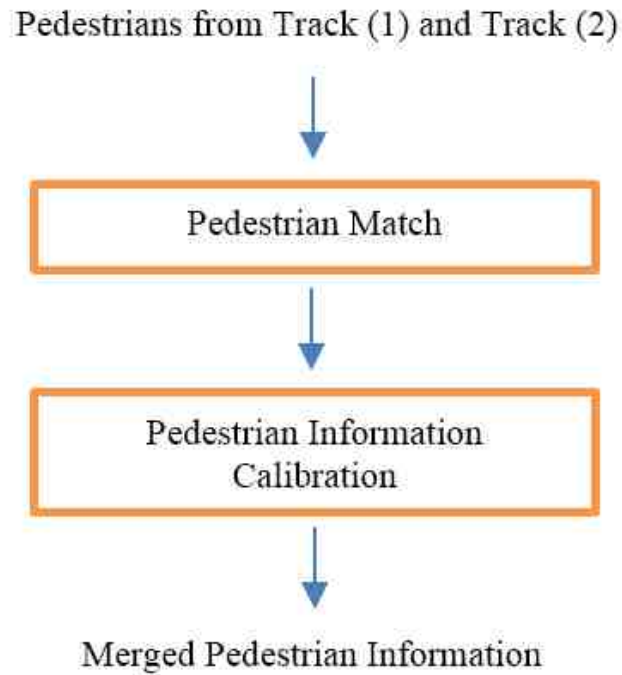 Pedestrians from Track (1) and Track (2)
Pedestrian Match
Pedestrian Information
Calibration
Merged Pedestrian Information